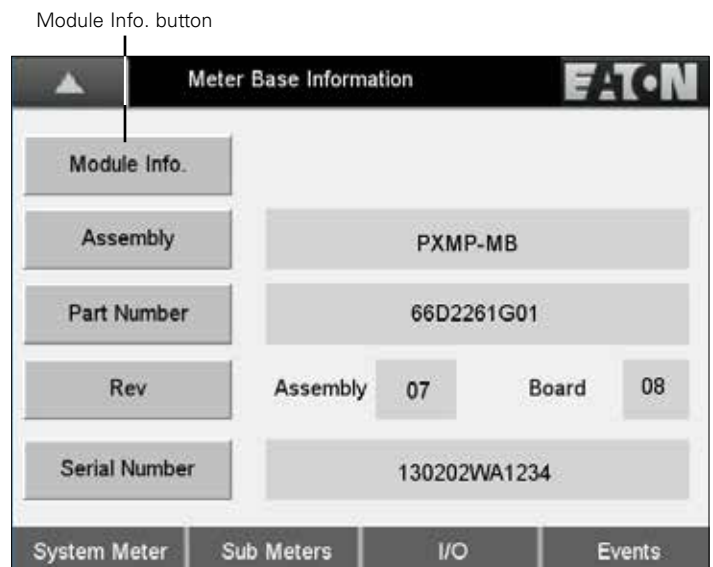 Module Info. button
Meter Base Information
EATON
Module Info.
Assembly
PXMP-MB
Part Number
66D2261G01
Rev
Assembly 07 Board 08
Serial Number
130202WA1234
System Meter Sub Meters I/O Events